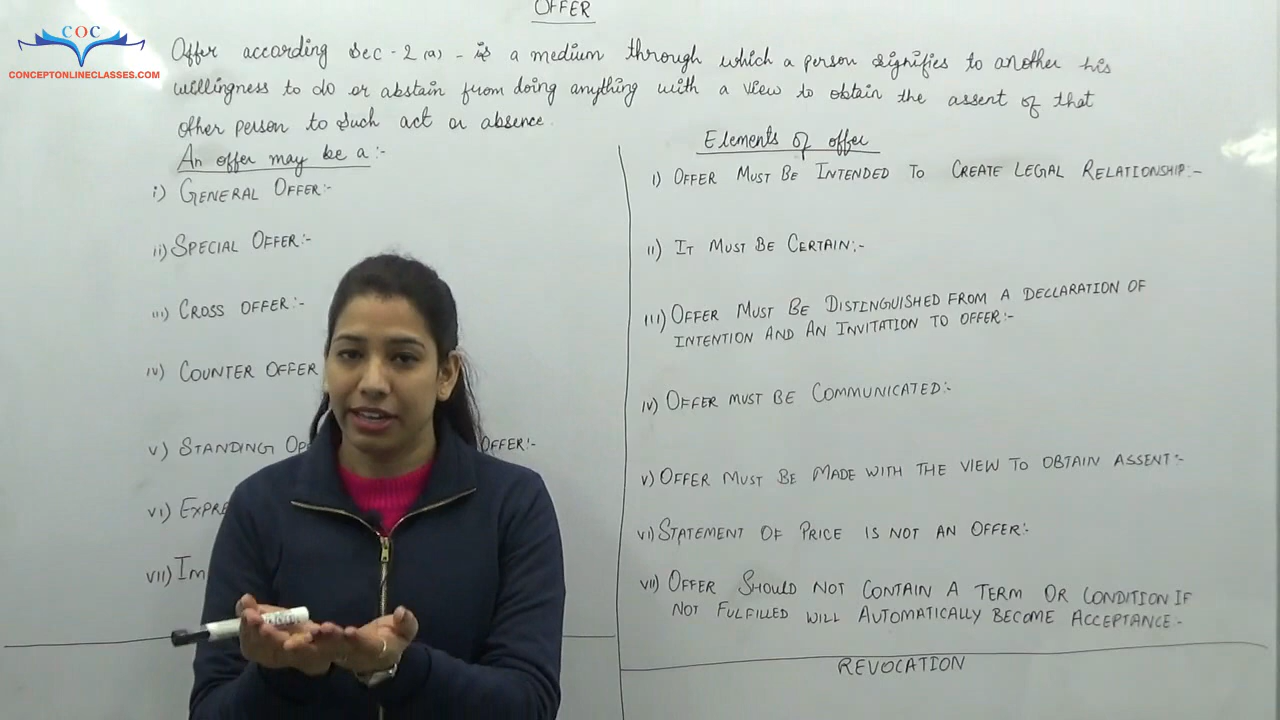 OFFER
COC
CONCEPTONLINECLASSES.COM
Offer according Sec-2(a) - is a medium through which a person signifies to another his
willingness to do or abstain from doing anything with a view to obtain the assent of that
other person to such act or absence.
An offer may be a:-
i) GENERAL OFFER:-
ii) SPECIAL OFFER:-
iii) CROSS OFFER:-
iv) COUNTER OFFER
v) STANDING OFFER:-
vi)
vii)
Elements of offer
I) OFFER MUST BE INTENDED TO CREATE LEGAL RELATIONSHIP:-
II) IT MUST BE CERTAIN:-
III) OFFER MUST BE DISTINGUISHED FROM A DECLARATION OF
INTENTION AND AN INVITATION TO OFFER:-
IV) OFFER MUST BE COMMUNICATED:-
V) OFFER MUST BE MADE WITH THE VIEW TO OBTAIN ASSENT:-
VI) STATEMENT OF PRICE IS NOT AN OFFER:-
VII) OFFER SHOULD NOT CONTAIN A TERM OR CONDITION IF
NOT FULFILLED WILL AUTOMATICALLY BECOME ACCEPTANCE-
REVOCATION